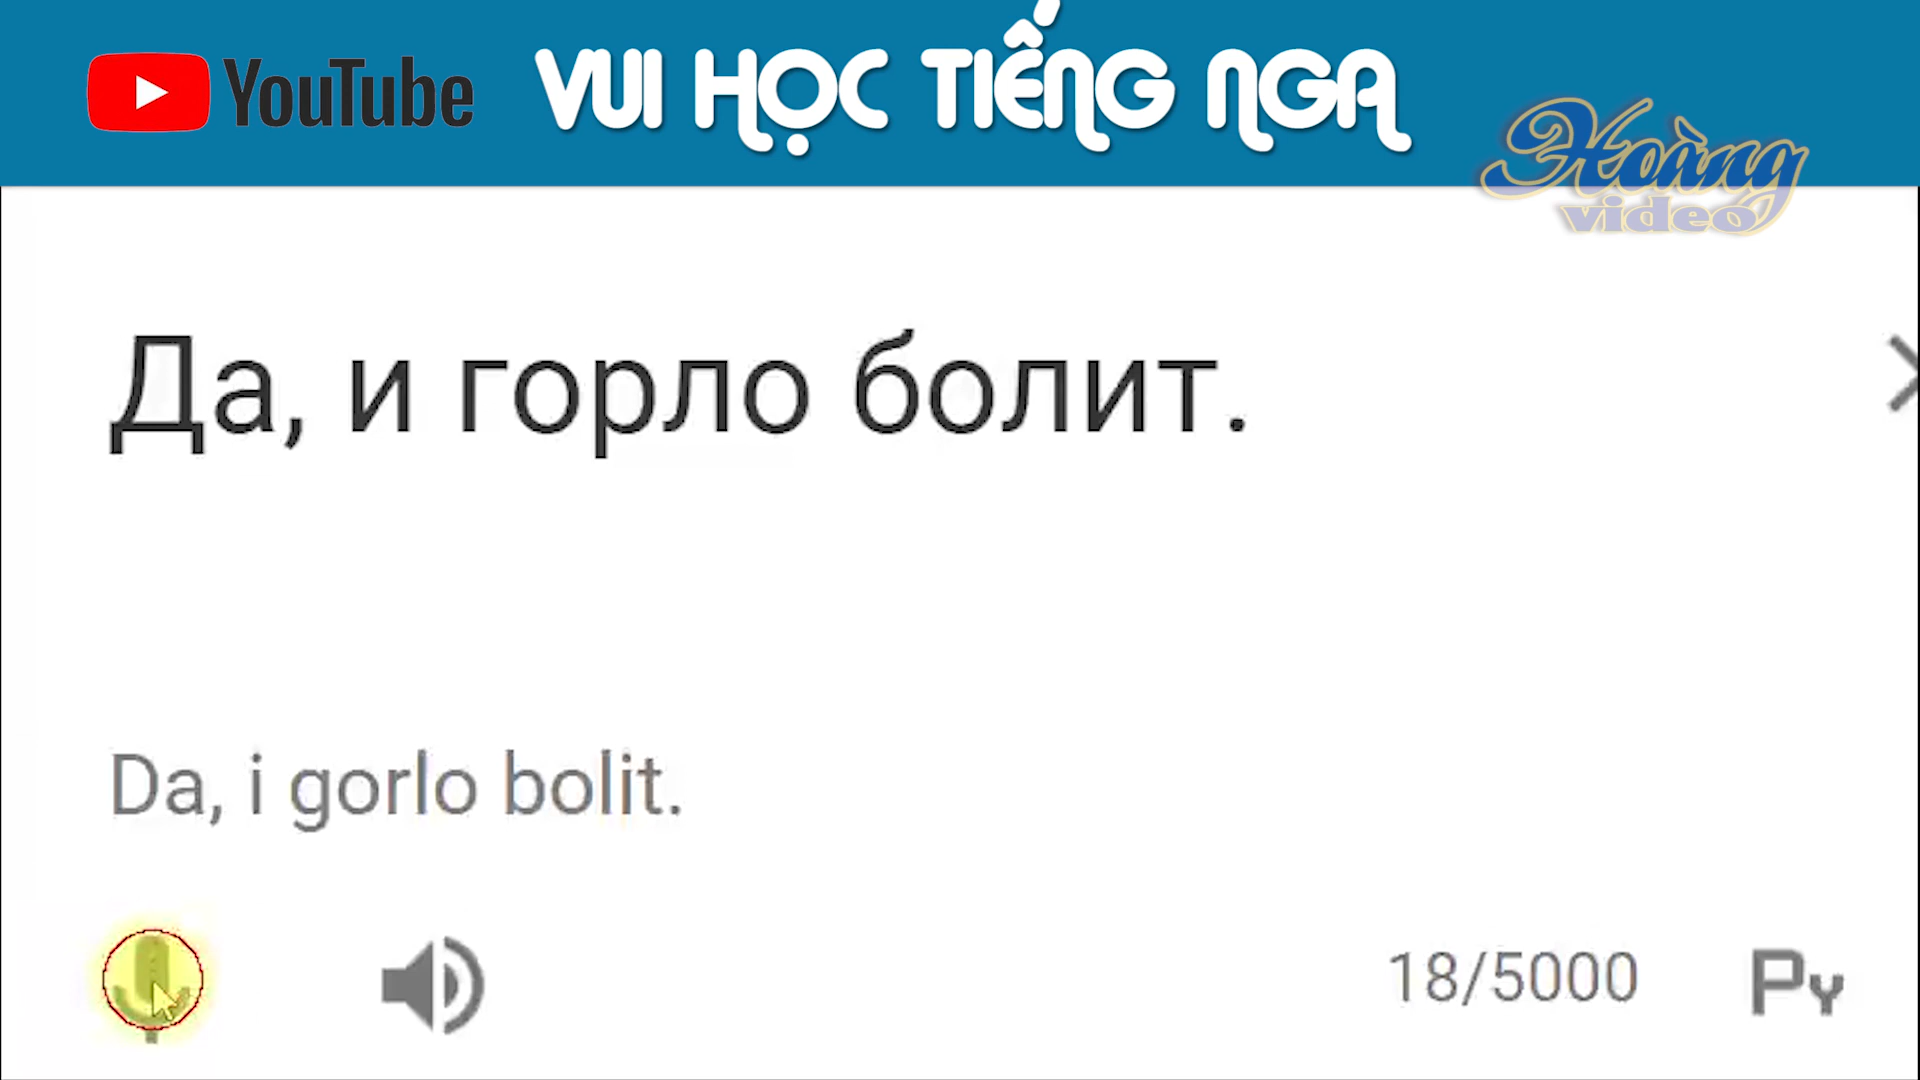 YouTube
VUI HỌC TIẾNG NGA
Hoàng
video
Да, и горло болит.
Da, i gorlo bolit.
18/5000
Ру